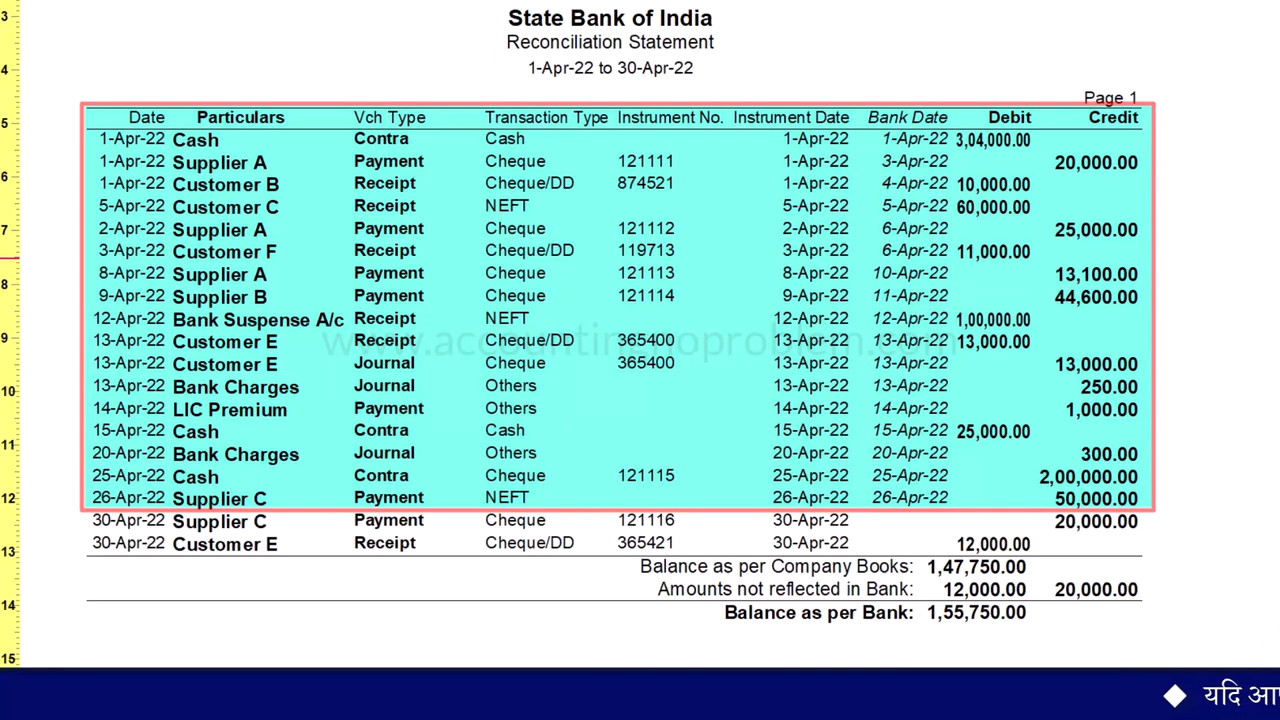 State Bank of India
Reconciliation Statement
1-Apr-22 to 30-Apr-22
Page 1
Date Particulars Vch Type Transaction Type Instrument No. Instrument Date Bank Date Debit Credit
1-Apr-22 Cash Contra Cash 1-Apr-22 1-Apr-22 3,04,000.00
1-Apr-22 Supplier A Payment Cheque 121111 1-Apr-22 3-Apr-22 20,000.00
1-Apr-22 Customer B Receipt Cheque/DD 874521 1-Apr-22 4-Apr-22 10,000.00
5-Apr-22 Customer C Receipt NEFT 5-Apr-22 5-Apr-22 60,000.00
2-Apr-22 Supplier A Payment Cheque 121112 2-Apr-22 6-Apr-22 25,000.00
3-Apr-22 Customer F Receipt Cheque/DD 119713 3-Apr-22 6-Apr-22 11,000.00
8-Apr-22 Supplier A Payment Cheque 121113 8-Apr-22 10-Apr-22 13,100.00
9-Apr-22 Supplier B Payment Cheque 121114 9-Apr-22 11-Apr-22 44,600.00
12-Apr-22 Bank Suspense A/c Receipt NEFT 12-Apr-22 12-Apr-22 1,00,000.00
www.accountingnoproblem.com
13-Apr-22 Customer E Receipt Cheque/DD 365400 13-Apr-22 13-Apr-22 13,000.00
13-Apr-22 Customer E Journal Cheque 365400 13-Apr-22 13-Apr-22 13,000.00
13-Apr-22 Bank Charges Journal Others 13-Apr-22 13-Apr-22 250.00
14-Apr-22 LIC Premium Payment Others 14-Apr-22 14-Apr-22 1,000.00
15-Apr-22 Cash Contra Cash 15-Apr-22 15-Apr-22 25,000.00
20-Apr-22 Bank Charges Journal Others 20-Apr-22 20-Apr-22 300.00
25-Apr-22 Cash Contra Cheque 121115 25-Apr-22 25-Apr-22 2,00,000.00
26-Apr-22 Supplier C Payment NEFT 26-Apr-22 26-Apr-22 50,000.00
30-Apr-22 Supplier C Payment Cheque 121116 30-Apr-22 20,000.00
30-Apr-22 Customer E Receipt Cheque/DD 365421 30-Apr-22 12,000.00
Balance as per Company Books: 1,47,750.00
Amounts not reflected in Bank: 12,000.00 20,000.00
Balance as per Bank: 1,55,750.00
3
4
5
6
7
8
9
10
11
12
13
14
15
◆ यदि